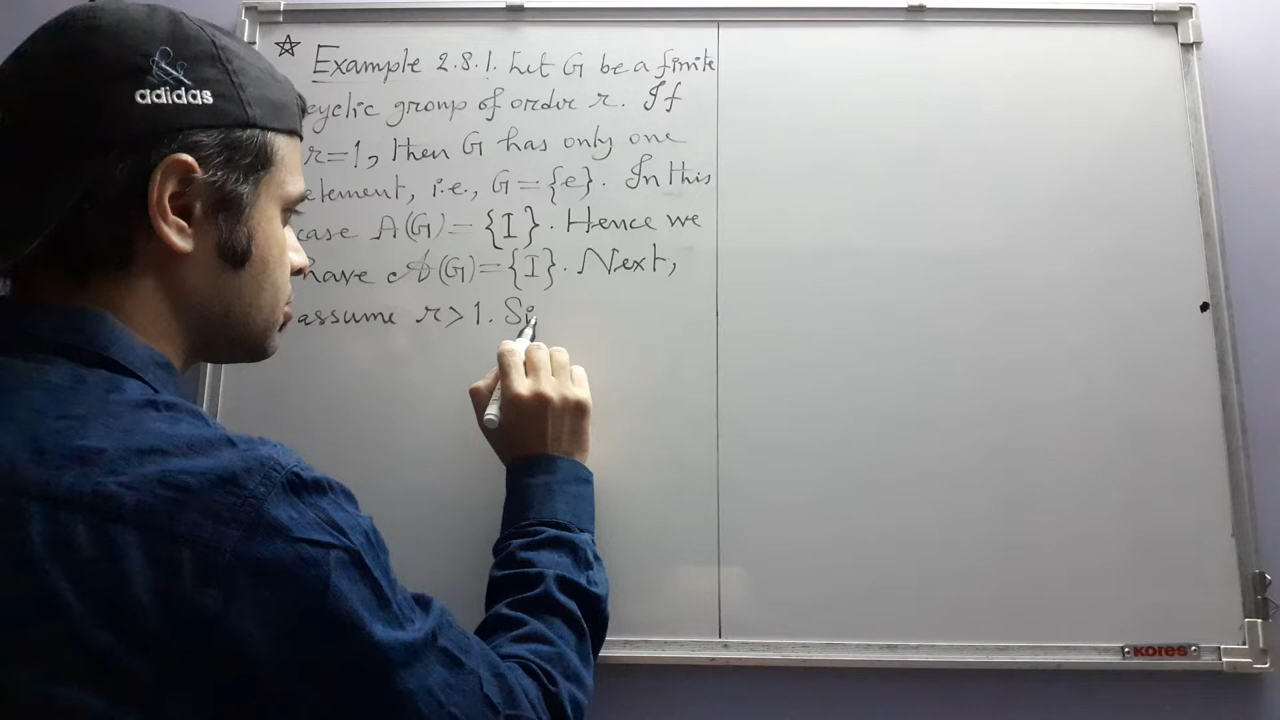 adidas
☆ Example 2.8.1. Let G be a finite
cyclic group of order r. If
r=1, then G has only one
element, i.e., G={e}. In this
case A(G)={I}. Hence we
have 𝒜(G)={I}. Next,
assume r>1. Si
KORES